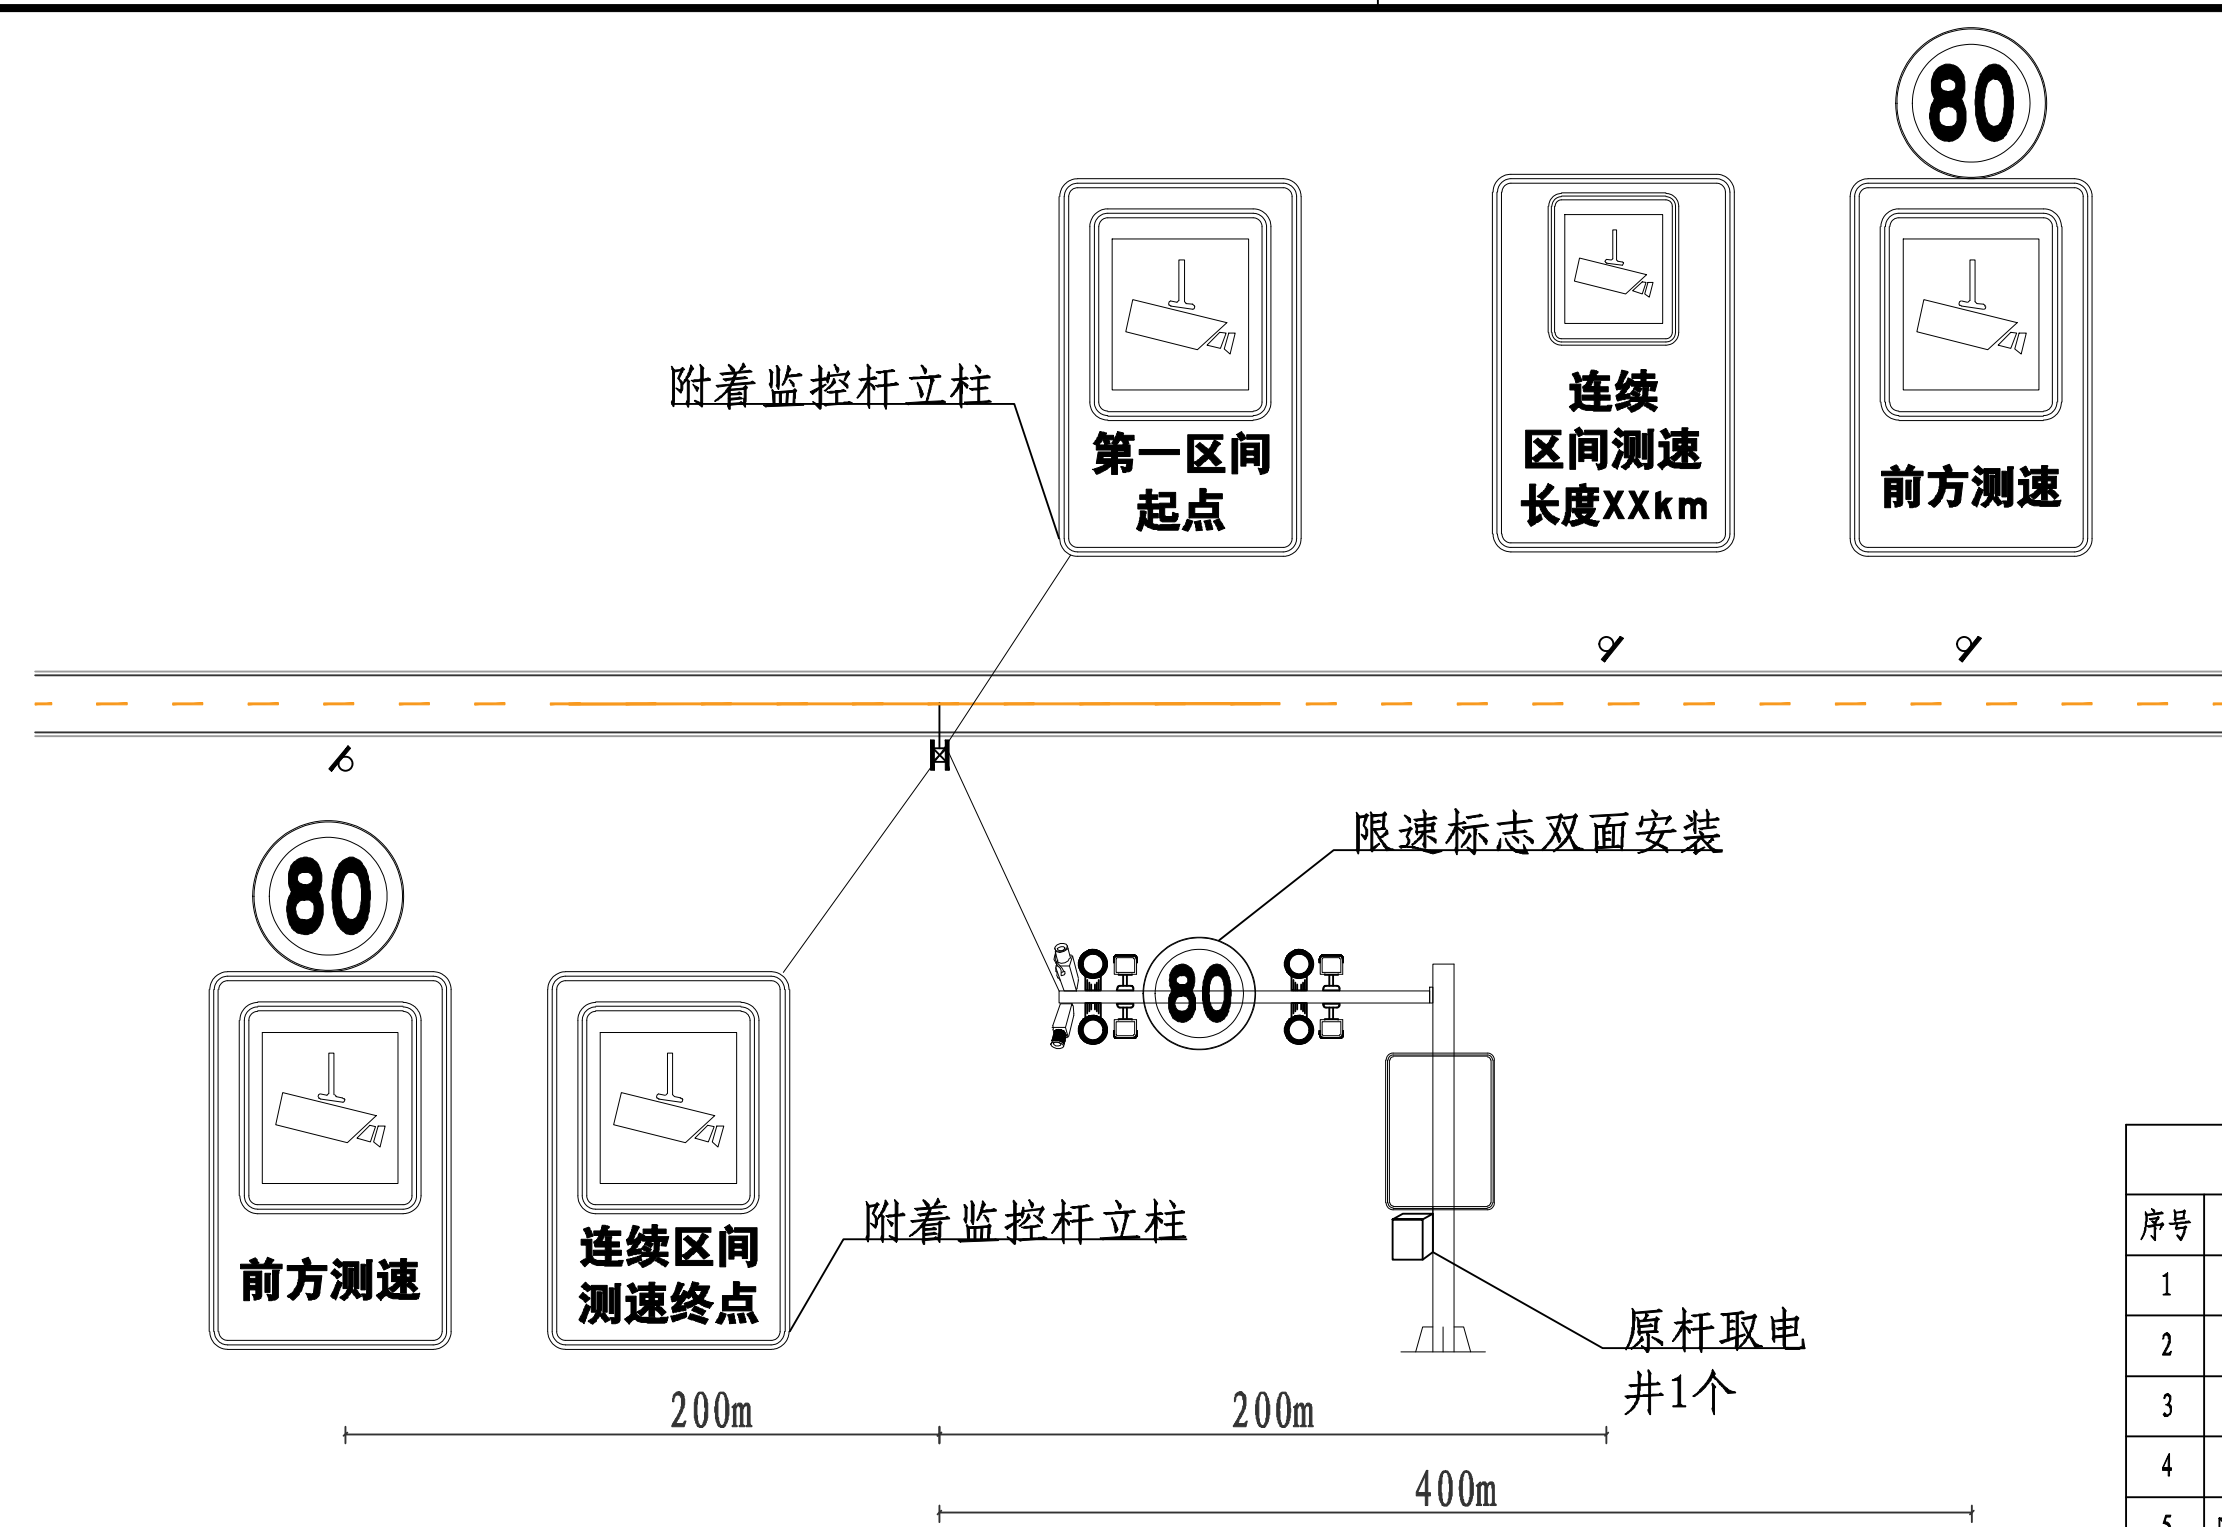 80
附着监控杆立柱
第一区间
起点
连续
区间测速
长度XXkm
前方测速
限速标志双面安装
80
80
前方测速
连续区间
测速终点
附着监控杆立柱
原杆取电
井1个
200m
200m
400m
序号
1
2
3
4